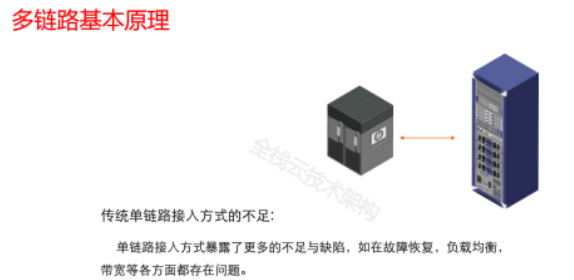 多链路基本原理
hp
全栈云技术架构
传统单链路接入方式的不足:
单链路接入方式暴露了更多的不足与缺陷，如在故障恢复，负载均衡，
带宽等各方面都存在问题。